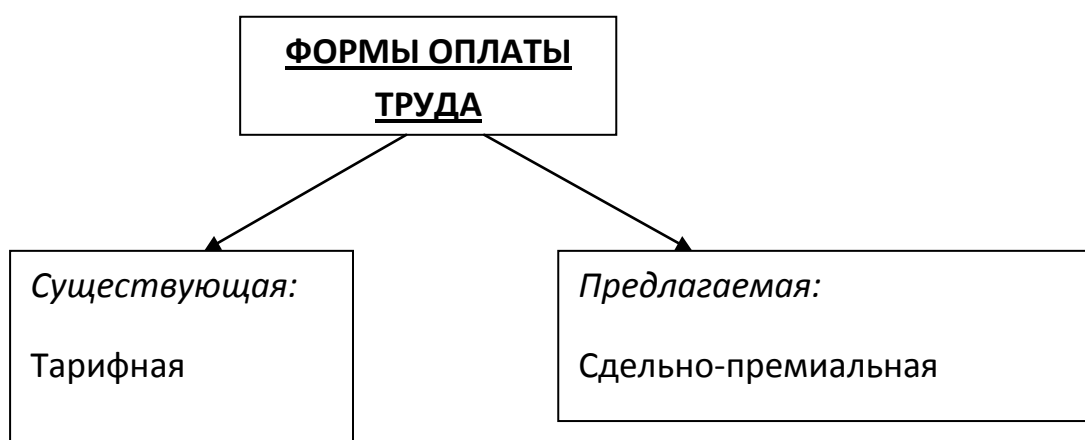 ФОРМЫ ОПЛАТЫ
ТРУДА
Существующая:
Тарифная
Предлагаемая:
Сдельно-премиальная